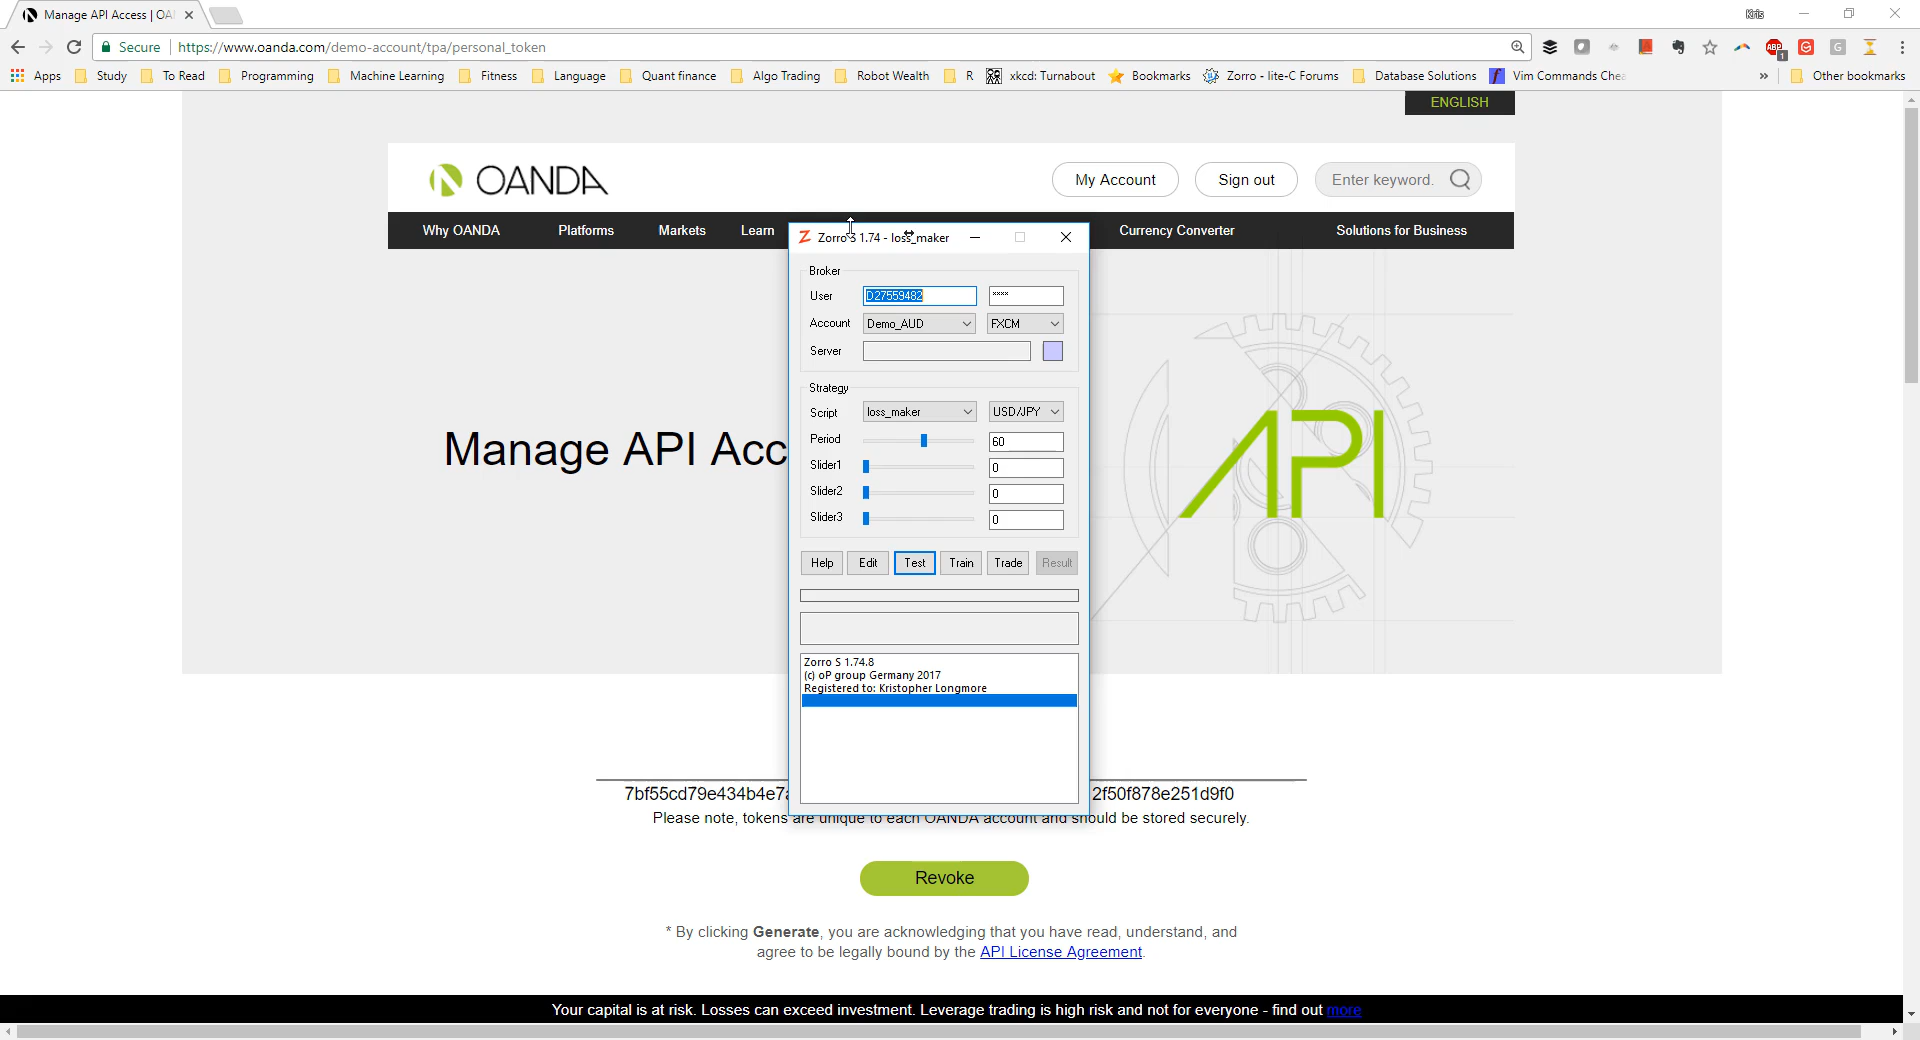 Manage API Access | OA
Kris
Secure https://www.oanda.com/demo-account/tpa/personal_token
ABP
1
G
G
Apps Study To Read Programming Machine Learning Fitness Language Quant finance Algo Trading Robot Wealth R xkcd: Turnabout Bookmarks Zorro - lite-C Forums Database Solutions Vim Commands Chea » Other bookmarks
ENGLISH
OANDA
My Account Sign out Enter keyword.
Why OANDA Platforms Markets Learn Currency Converter Solutions for Business
Zorro S 1.74 - loss_maker
Broker
User D27559482 ****
Account Demo_AUD FXCM
Server
Strategy
Script loss_maker USD/JPY
Period 60
Slider1 0
Slider2 0
Slider3 0
Manage API Acc
API
Help Edit Test Train Trade Result
Zorro S 1.74.8
(c) oP group Germany 2017
Registered to: Kristopher Longmore
7bf55cd79e434b4e7 2f50f878e251d9f0
Please note, tokens are unique to each OANDA account and should be stored securely.
Revoke
* By clicking Generate, you are acknowledging that you have read, understand, and
agree to be legally bound by the API License Agreement.
Your capital is at risk. Losses can exceed investment. Leverage trading is high risk and not for everyone - find out more